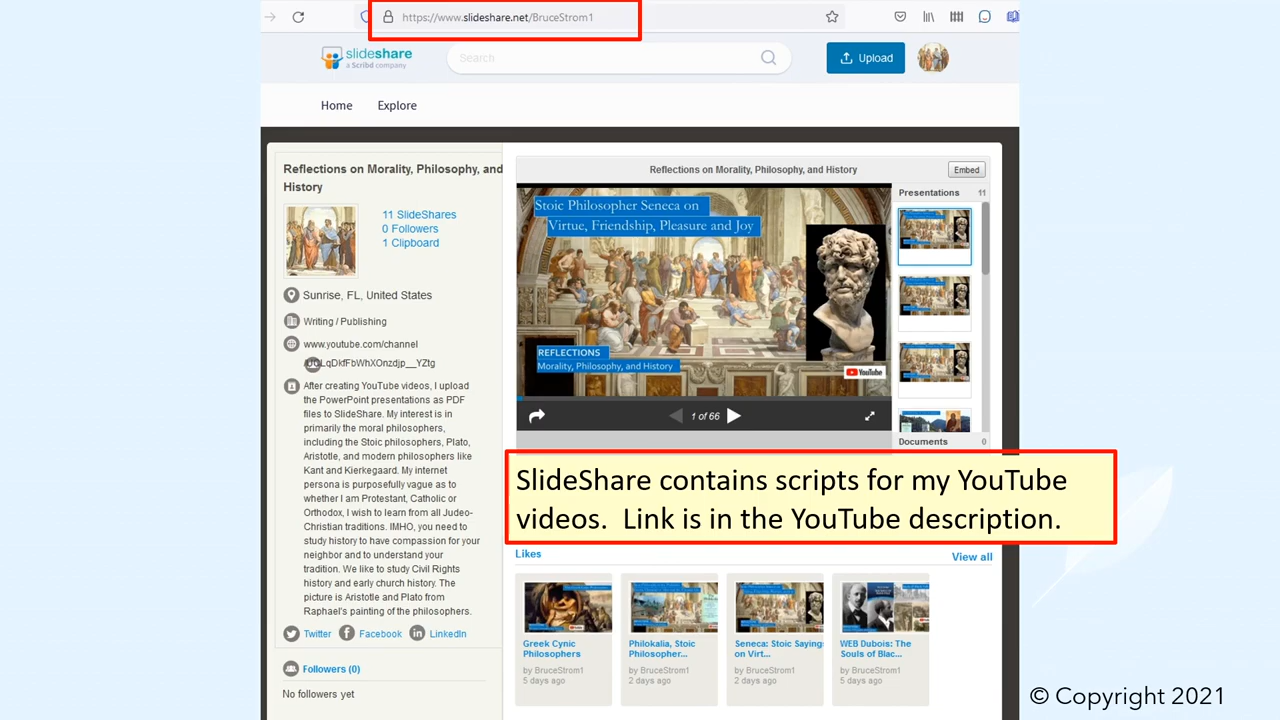 https://www.slideshare.net/BruceStrom1
slideshare
a Scribd company
Search
Upload
Home
Explore
Reflections on Morality, Philosophy, and
History
11 SlideShares
0 Followers
1 Clipboard
Sunrise, FL, United States
Writing / Publishing
www.youtube.com/channel
LqDkfFbWhXOnzdjp__YZtg
After creating YouTube videos, I upload
the PowerPoint presentations as PDF
files to SlideShare. My interest is in
primarily the moral philosophers,
including the Stoic philosophers, Plato,
Aristotle, and modern philosophers like
Kant and Kierkegaard. My internet
persona is purposefully vague as to
whether I am Protestant, Catholic or
Orthodox, I wish to learn from all Judeo-
Christian traditions. IMHO, you need to
study history to have compassion for your
neighbor and to understand your
tradition. We like to study Civil Rights
history and early church history. The
picture is Aristotle and Plato from
Raphael's painting of the philosophers.
Twitter
Facebook
LinkedIn
Followers (0)
No followers yet
Reflections on Morality, Philosophy, and History
Embed
Stoic Philosopher Seneca on
Virtue, Friendship, Pleasure and Joy
REFLECTIONS
Morality, Philosophy, and History
YouTube
1 of 66
Presentations 11
Documents 0
SlideShare contains scripts for my YouTube
videos. Link is in the YouTube description.
Likes
View all
Greek Cynic
Philosophers
by BruceStrom1
5 days ago
Philokalia, Stoic
Philosopher...
by BruceStrom1
2 days ago
Seneca: Stoic Sayings
on Virt...
by BruceStrom1
2 days ago
WEB Dubois: The
Souls of Blac...
by BruceStrom1
5 days ago
© Copyright 2021